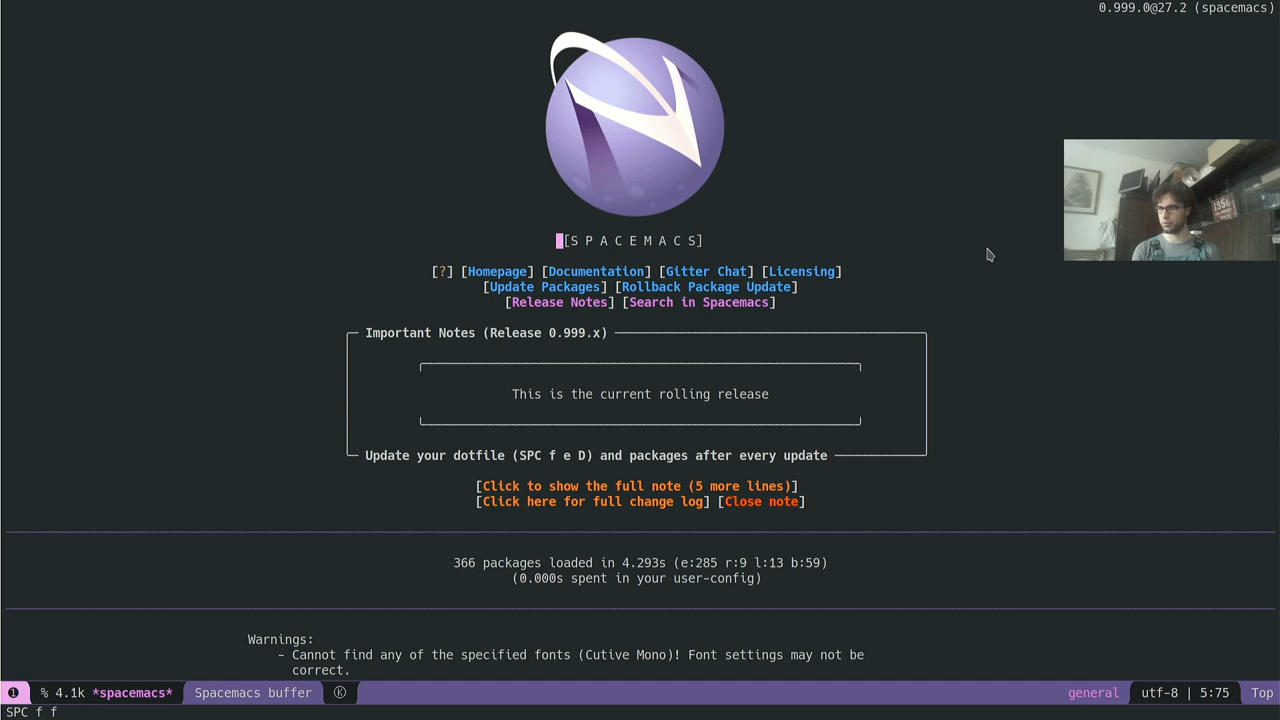 0.999.0@27.2 (spacemacs)
[S P A C E M A C S]
[?] [Homepage] [Documentation] [Gitter Chat] [Licensing]
[Update Packages] [Rollback Package Update]
[Release Notes] [Search in Spacemacs]
Important Notes (Release 0.999.x)
This is the current rolling release
Update your dotfile (SPC f e D) and packages after every update
[Click to show the full note (5 more lines)]
[Click here for full change log] [Close note]
366 packages loaded in 4.293s (e:285 r:9 l:13 b:59)
(0.000s spent in your user-config)
Warnings:
- Cannot find any of the specified fonts (Cutive Mono)! Font settings may not be
correct.
❶ % 4.1k *spacemacs* Spacemacs buffer Ⓚ general utf-8 | 5:75 Top
SPC f f